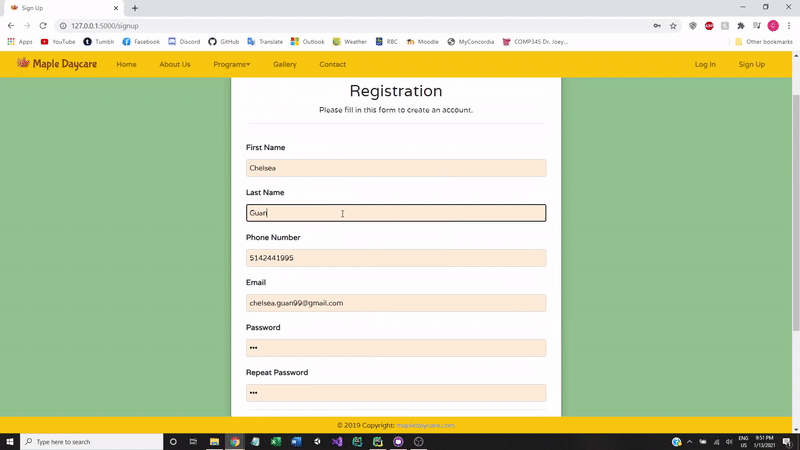 Sign Up
127.0.0.1:5000/signup
Apps YouTube Tumblr Facebook Discord GitHub Translate Outlook Weather RBC Moodle MyConcordia COMP345 Dr. Joey... Other bookmarks
Maple Daycare Home About Us Programs Gallery Contact Log In Sign Up
Registration
Please fill in this form to create an account.
First Name
Chelsea
Last Name
Guan
Phone Number
5142441995
Email
chelsea.guan99@gmail.com
Password
•••
Repeat Password
•••
© 2019 Copyright: mapledaycare.com
Type here to search
ENG
US
9:51 PM
1/13/2021